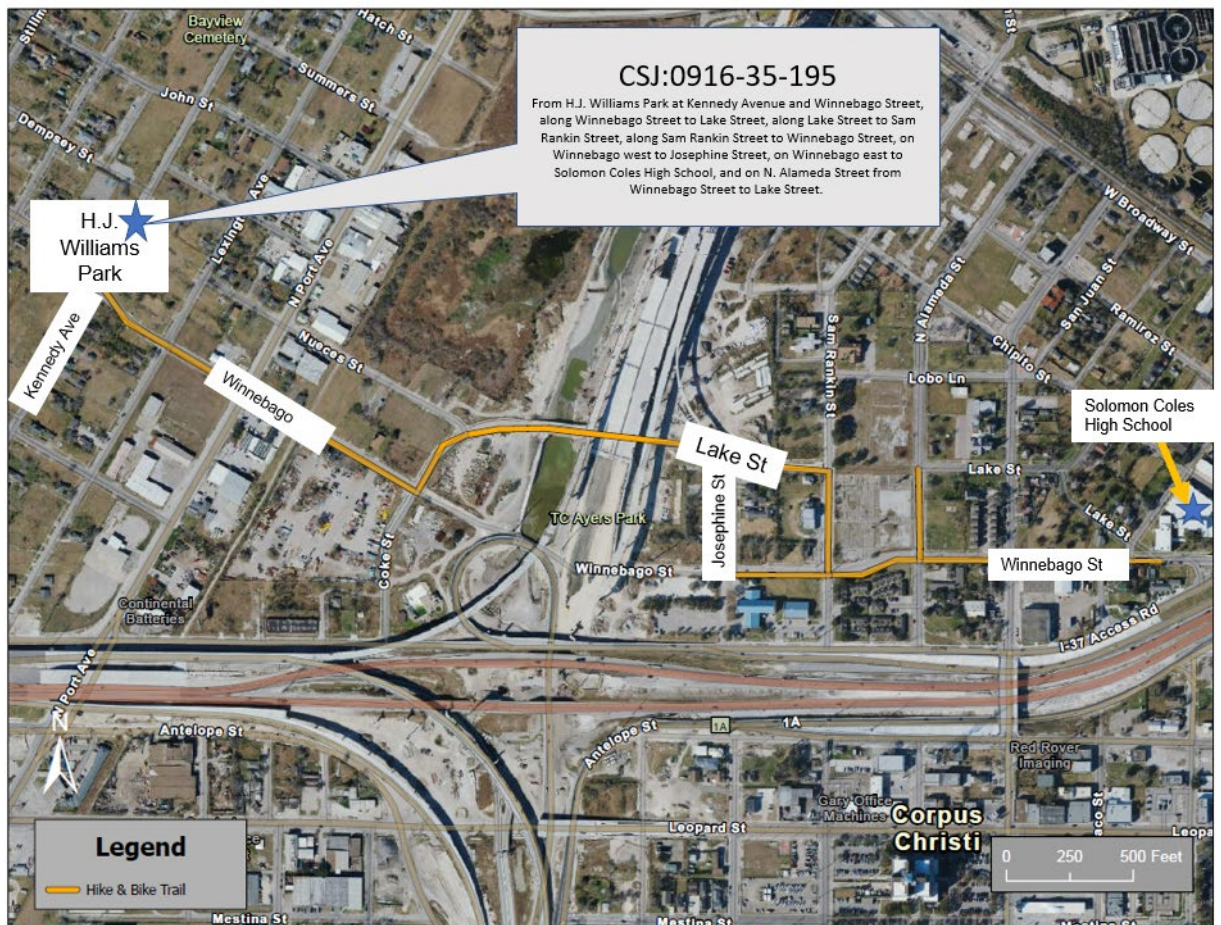 Bayview
Cemetery
Hatch St
Summers St
John St
Dempsey St
CSJ:0916-35-195
From H.J. Williams Park at Kennedy Avenue and Winnebago Street,
along Winnebago Street to Lake Street, along Lake Street to Sam
Rankin Street, along Sam Rankin Street to Winnebago Street, on
Winnebago west to Josephine Street, on Winnebago east to
Solomon Coles High School, and on N. Alameda Street from
Winnebago Street to Lake Street.
W Broadway St
H.J.
Williams
Park
N Port Ave
Kennedy Ave
Nueces St
Winnebago
Sam Rankin St
N Alameda St
San Juan St
Ramirez St
Chipito St
Lobo Ln
Solomon Coles
High School
Lake St
Lake St
Lake St
Josephine St
TC Ayers Park
Coke St
Winnebago St
Winnebago St
Continental
Batteries
I-37 Access Rd
N Port Ave
N
Antelope St
Antelope St
1A
1A
Red Rover
Imaging
Gary Office
Machines
Corpus
Christi
Leopard St
Legend
Hike & Bike Trail
0 250 500 Feet
Mestina St
Mestina St
Mestina St